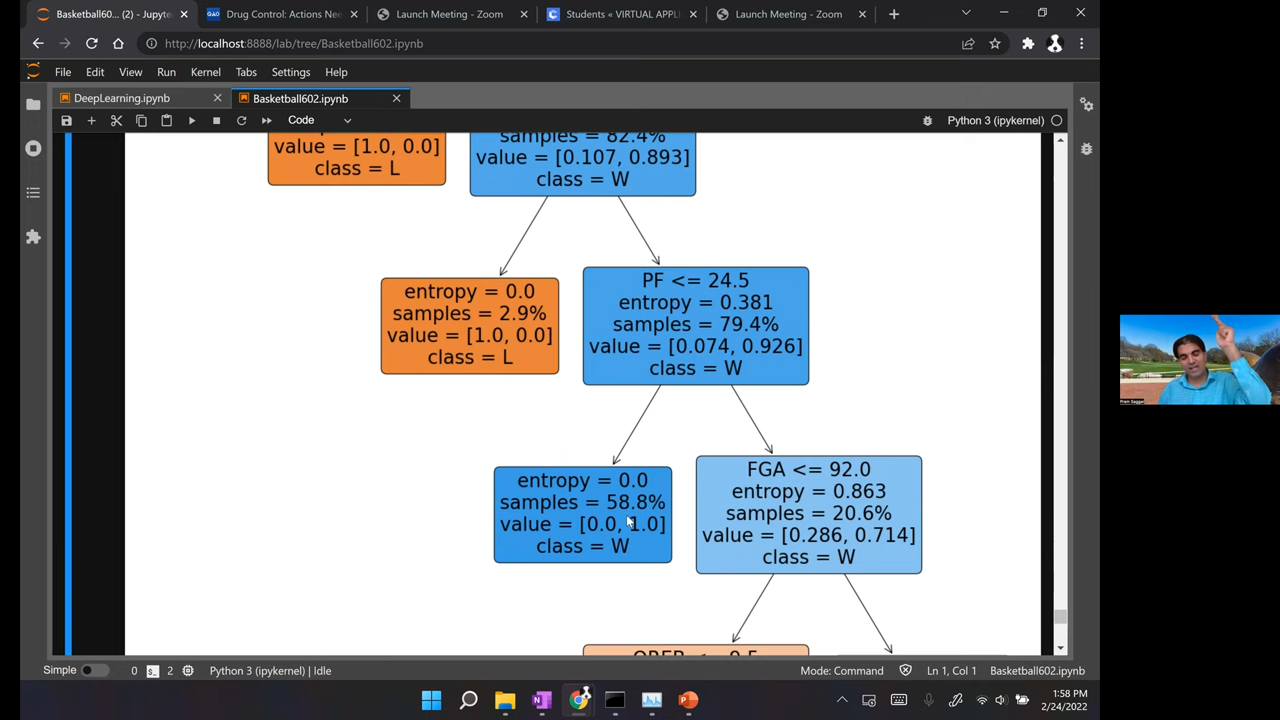 Basketball60... (2) - Jupyter
Drug Control: Actions Nee
Launch Meeting - Zoom
Students « VIRTUAL APPL
Launch Meeting - Zoom
http://localhost:8888/lab/tree/Basketball602.ipynb
File Edit View Run Kernel Tabs Settings Help
DeepLearning.ipynb
Basketball602.ipynb
Code
Python 3 (ipykernel)
value = [1.0, 0.0]
class = L
samples = 82.4%
value = [0.107, 0.893]
class = W
entropy = 0.0
samples = 2.9%
value = [1.0, 0.0]
class = L
PF <= 24.5
entropy = 0.381
samples = 79.4%
value = [0.074, 0.926]
class = W
entropy = 0.0
samples = 58.8%
value = [0.0, 1.0]
class = W
FGA <= 92.0
entropy = 0.863
samples = 20.6%
value = [0.286, 0.714]
class = W
Simple
0
2
Python 3 (ipykernel) | Idle
Mode: Command
Ln 1, Col 1
Basketball602.ipynb
1:58 PM
2/24/2022